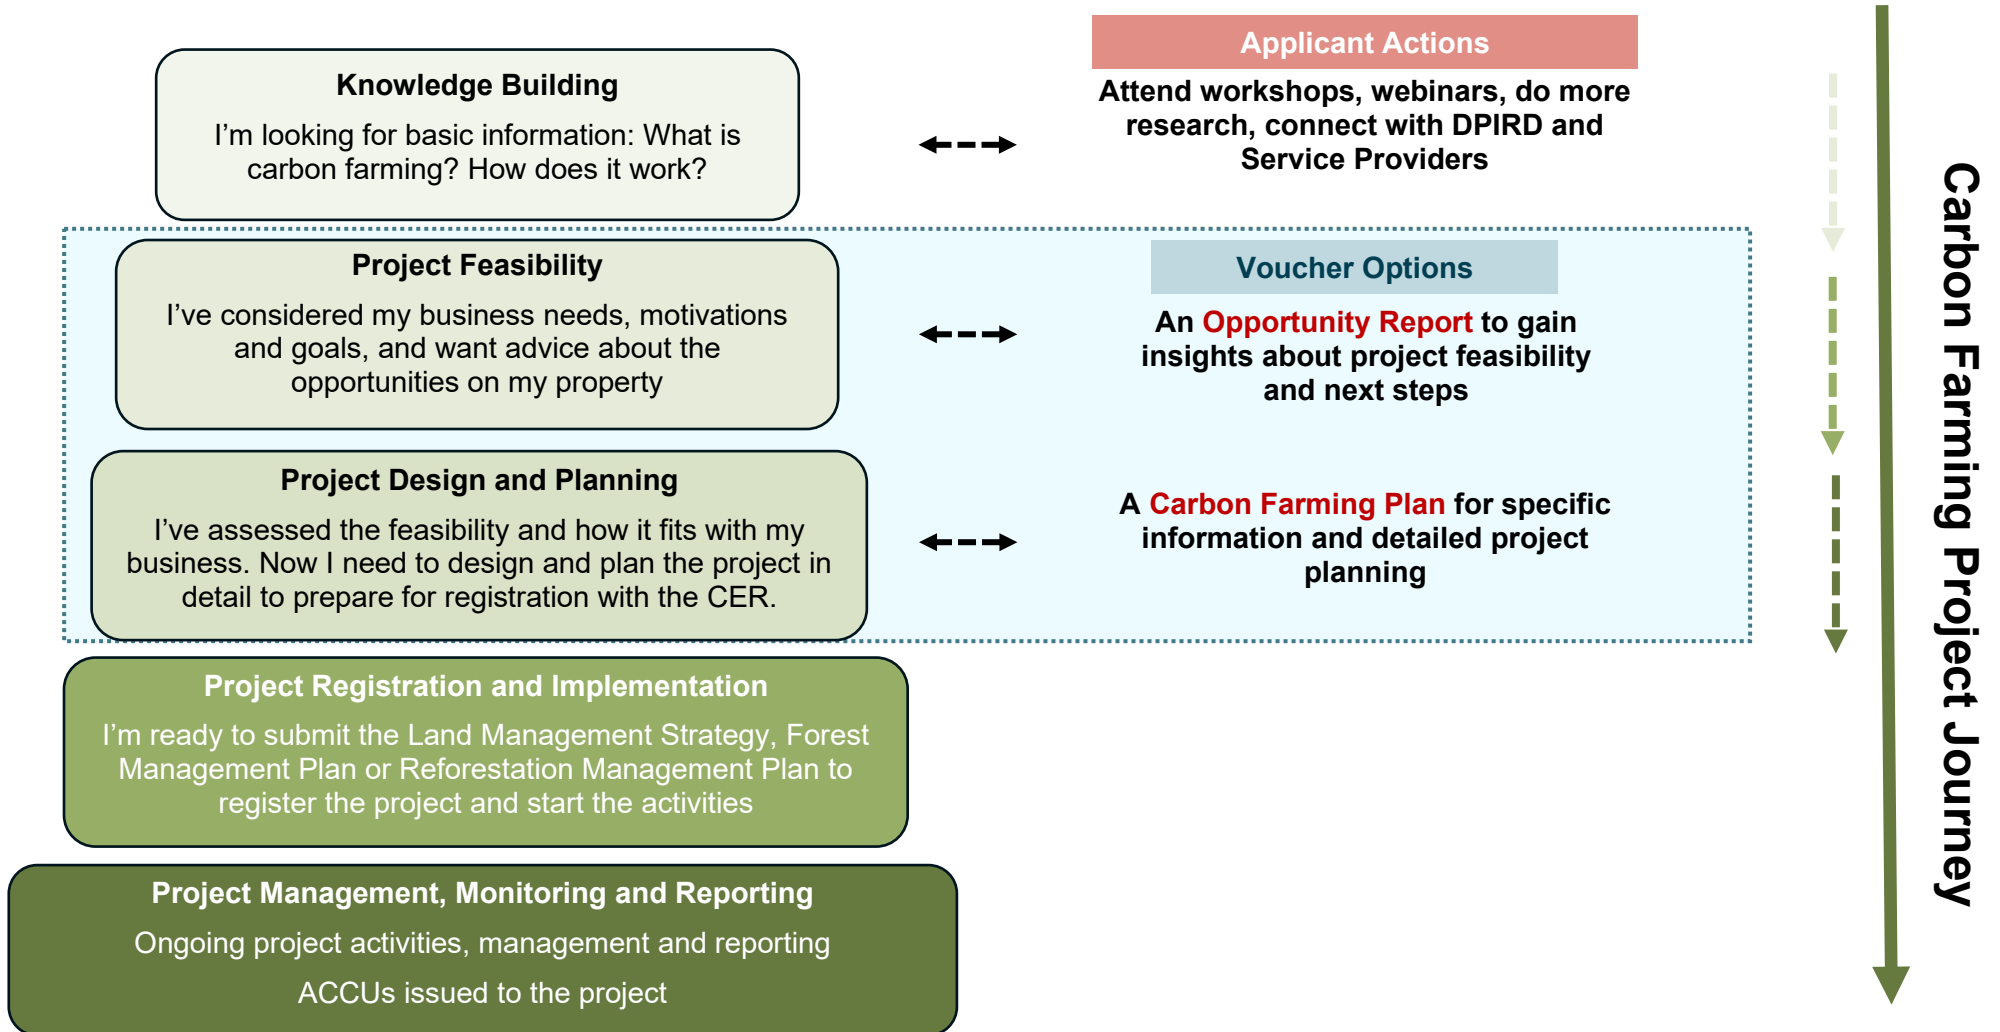 Knowledge Building
I’m looking for basic information: What is
carbon farming? How does it work?
Applicant Actions
Attend workshops, webinars, do more
research, connect with DPIRD and
Service Providers
Project Feasibility
I’ve considered my business needs, motivations
and goals, and want advice about the
opportunities on my property
Voucher Options
An Opportunity Report to gain
insights about project feasibility
and next steps
Project Design and Planning
I’ve assessed the feasibility and how it fits with my
business. Now I need to design and plan the project in
detail to prepare for registration with the CER.
A Carbon Farming Plan for specific
information and detailed project
planning
Project Registration and Implementation
I’m ready to submit the Land Management Strategy, Forest
Management Plan or Reforestation Management Plan to
register the project and start the activities
Project Management, Monitoring and Reporting
Ongoing project activities, management and reporting
ACCUs issued to the project
Carbon Farming Project Journey